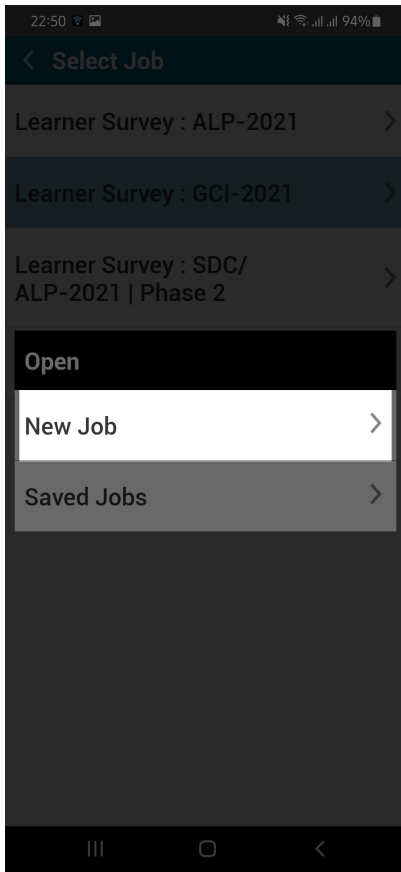 22:50 94%
Select Job
Learner Survey : ALP-2021
Learner Survey : GCI-2021
Learner Survey : SDC/
ALP-2021 | Phase 2
Open
New Job
Saved Jobs